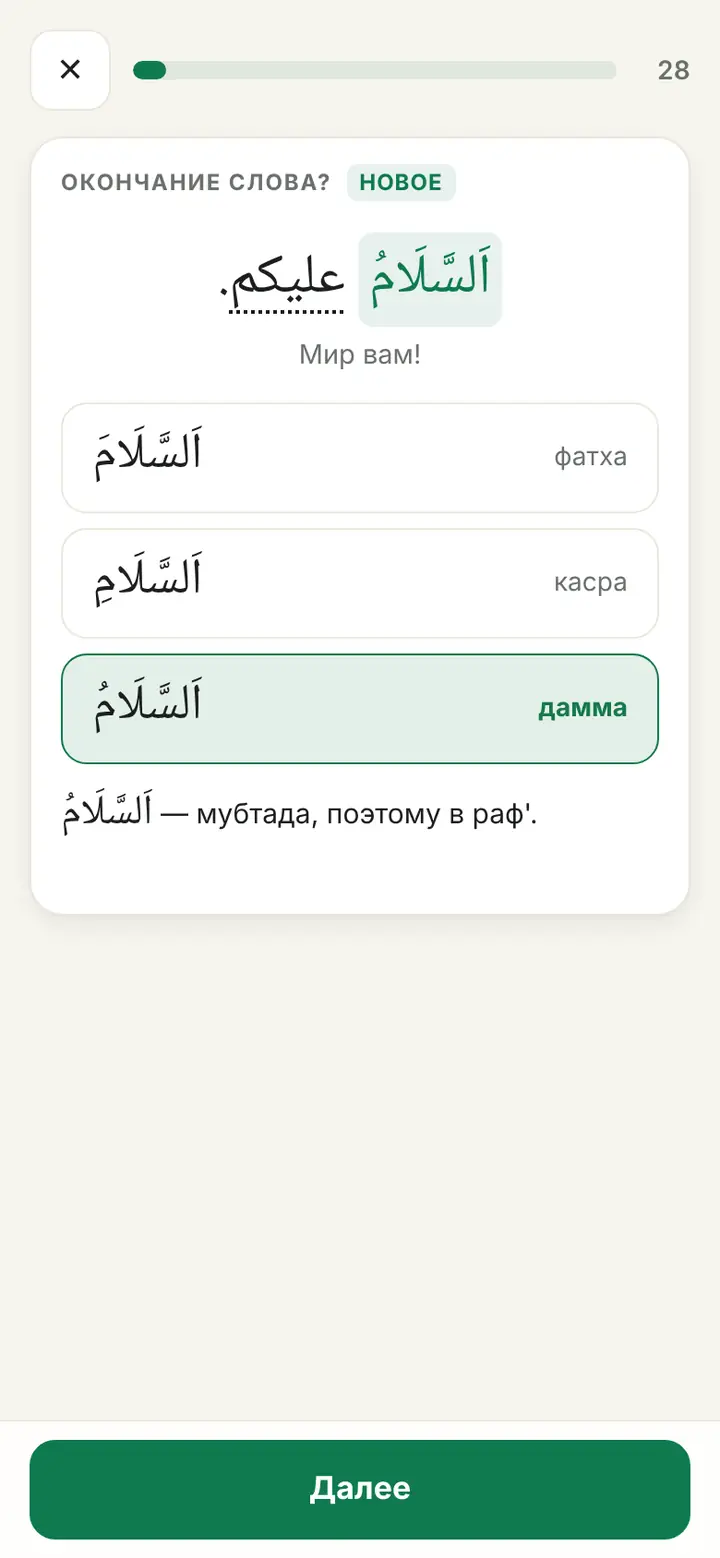 ×
28
ОКОНЧАНИЕ СЛОВА? НОВОЕ
اَلسَّلَامُ عليكم.
Мир вам!
اَلسَّلَامَ фатха
اَلسَّلَامِ касра
اَلسَّلَامُ дамма
اَلسَّلَامُ — мубтада, поэтому в раф'.
Далее